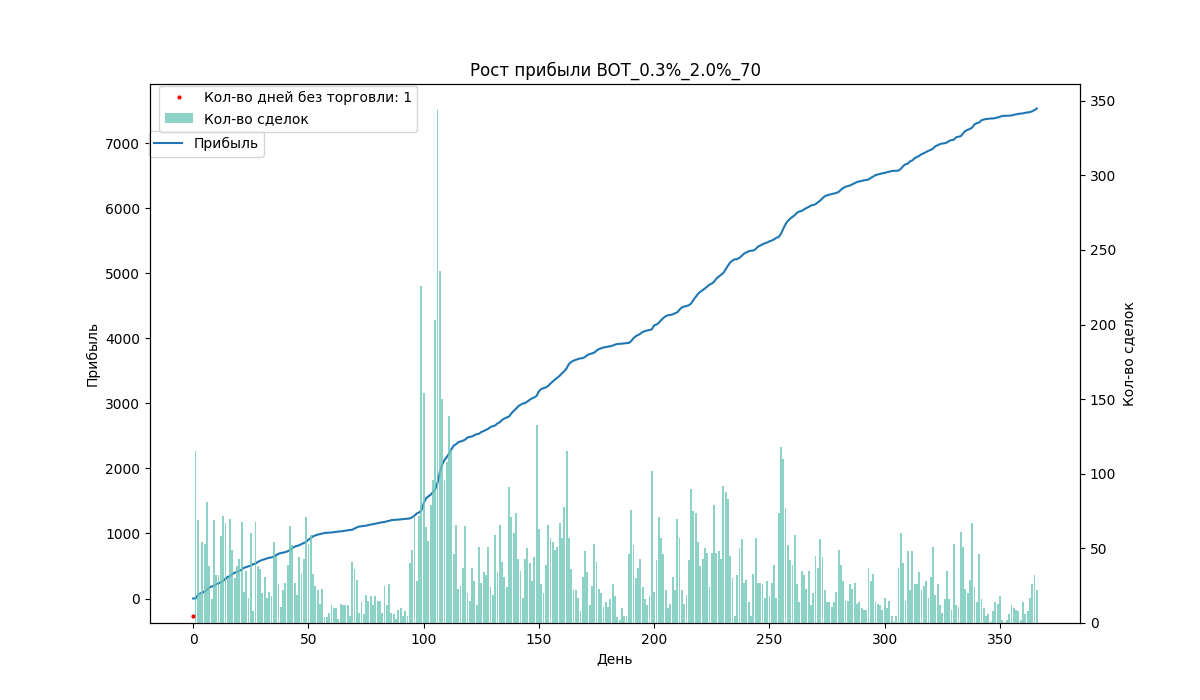 Рост прибыли BOT_0.3%_2.0%_70
Кол-во дней без торговли: 1
Кол-во сделок
Прибыль
Прибыль
7000
6000
5000
4000
3000
2000
1000
0
350
300
250
200
150
100
50
0
Кол-во сделок
0 50 100 150 200 250 300 350
День